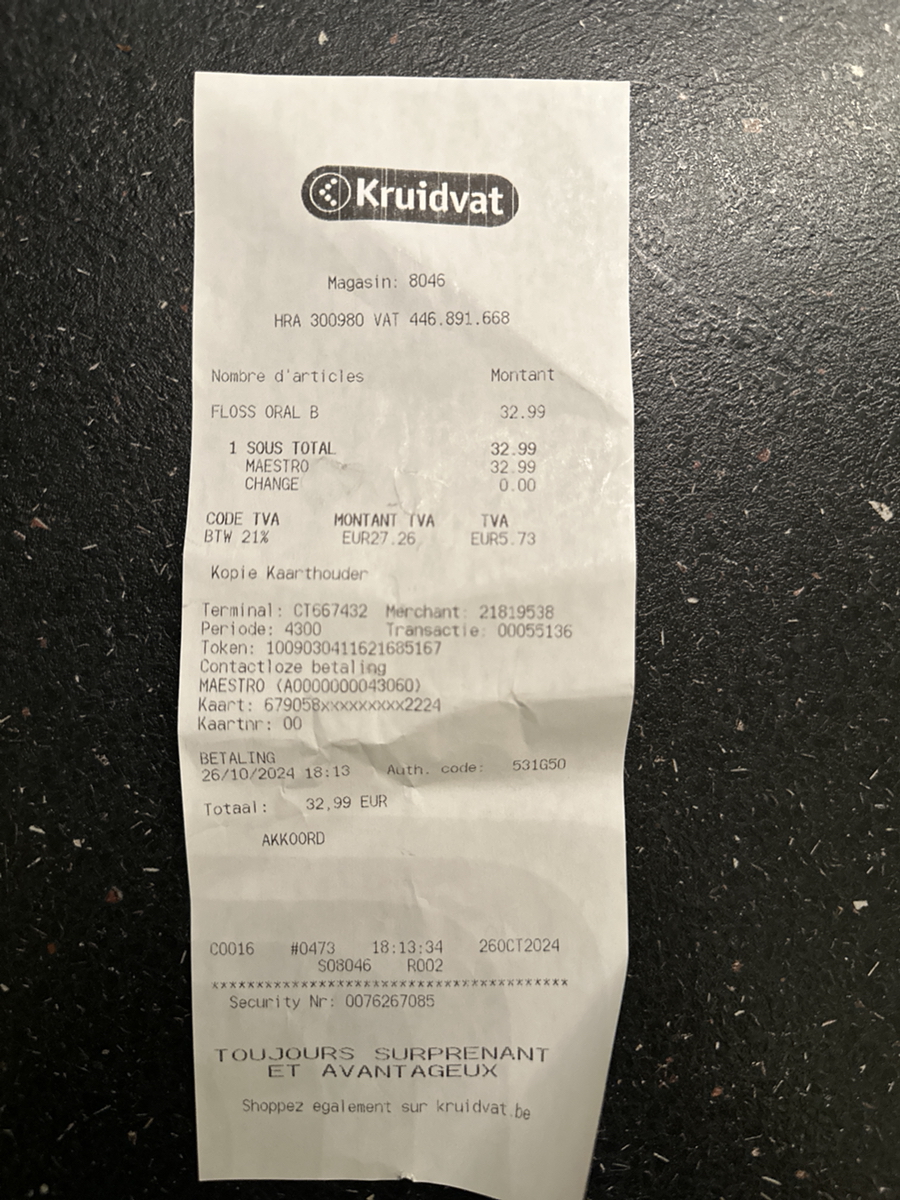 Kruidvat
Magasin: 8046
HRA 300980 VAT 446.891.668
Nombre d'articles Montant
FLOSS ORAL B 32.99
1 SOUS TOTAL 32.99
MAESTRO 32.99
CHANGE 0.00
CODE TVA MONTANT TVA TVA
BTW 21% EUR27.26 EUR5.73
Kopie Kaarthouder
Terminal: CT667432 Merchant: 21819538
Periode: 4300 Transactie: 00055136
Token: 1009030411621685167
Contactloze betaling
MAESTRO (A0000000043060)
Kaart: 679058xxxxxxxxx2224
Kaartnr: 00
BETALING
26/10/2024 18:13 Auth. code: 531G50
Totaal: 32,99 EUR
AKKOORD
C0016 #0473 18:13:34 26OCT2024
S08046 R002
****************************************
Security Nr: 0076267085
TOUJOURS SURPRENANT
ET AVANTAGEUX
Shoppez egalement sur kruidvat.be